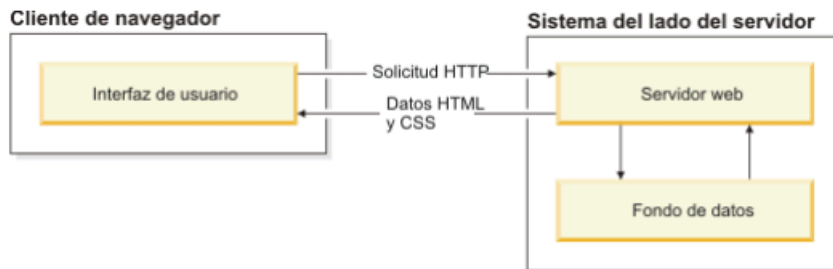 Cliente de navegador
Sistema del lado del servidor
Interfaz de usuario
Solicitud HTTP
Datos HTML
y CSS
Servidor web
Fondo de datos